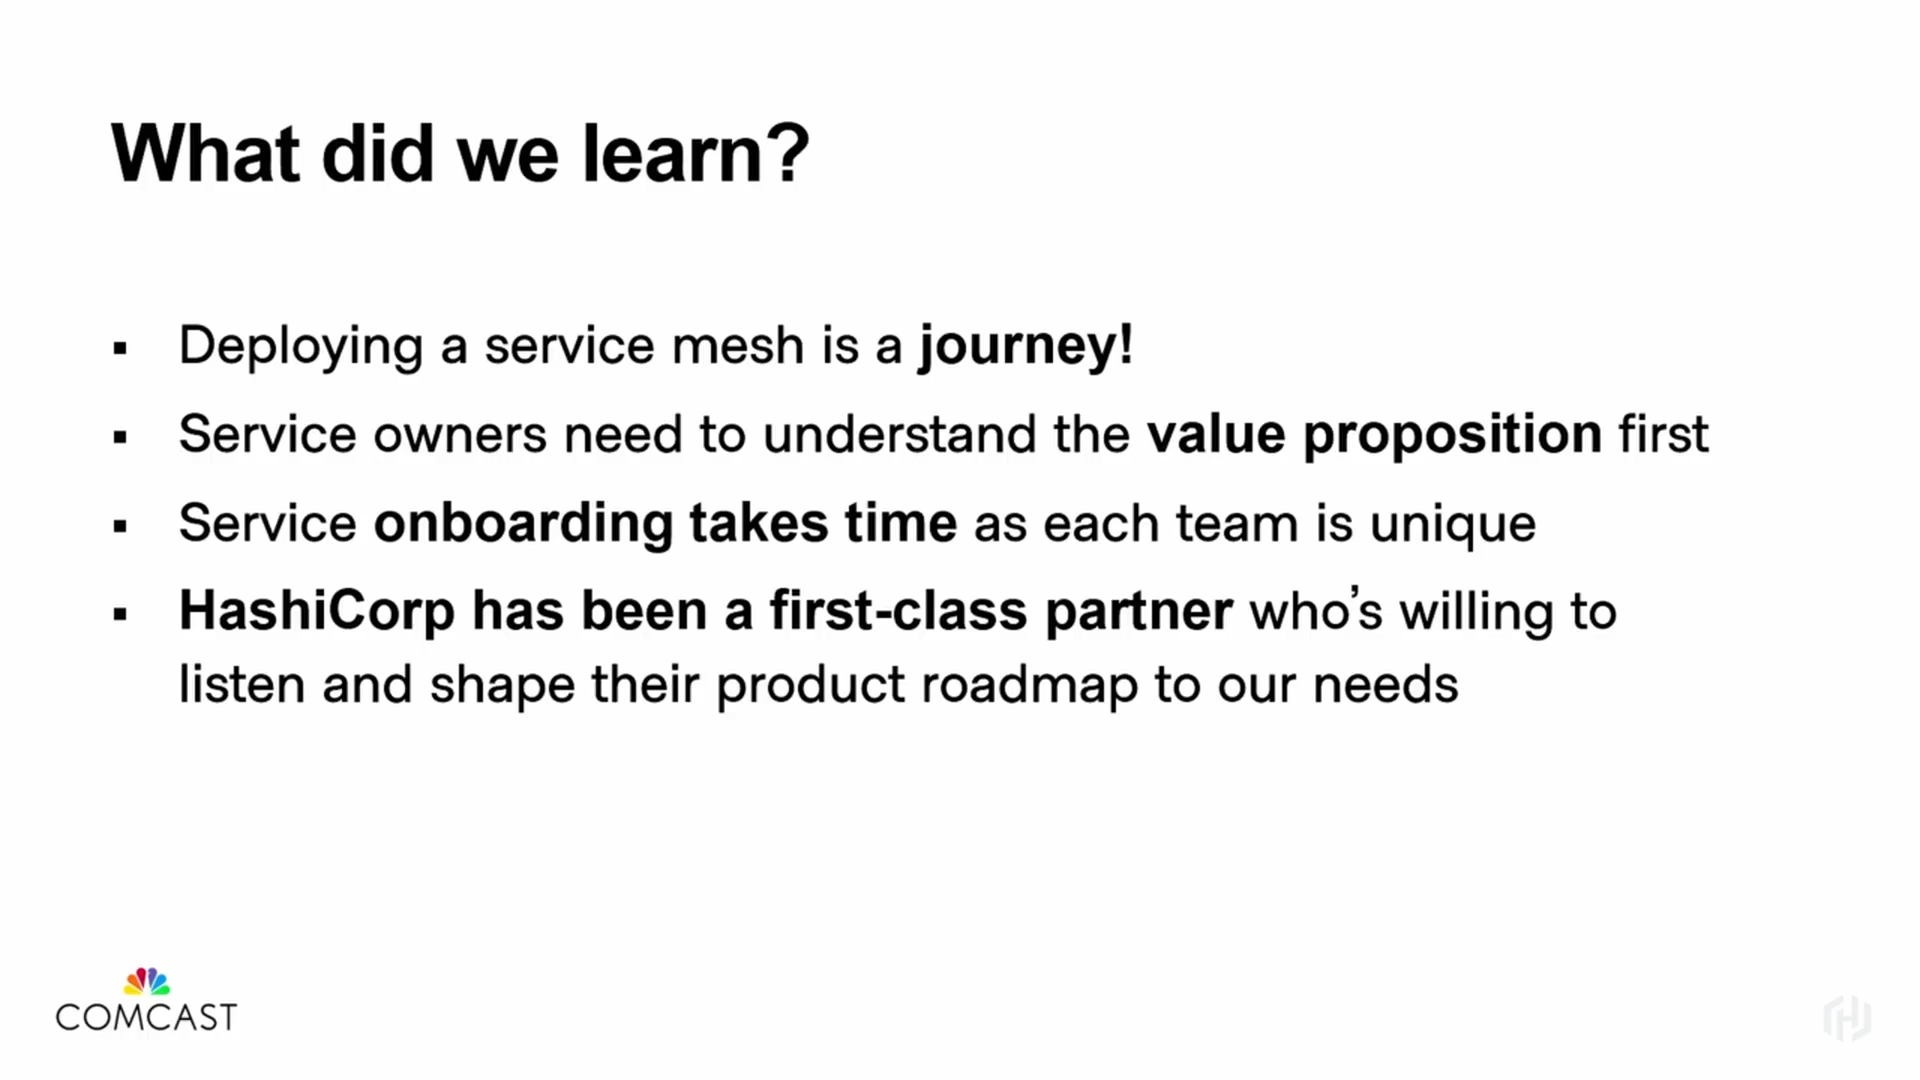 What did we learn?
▪ Deploying a service mesh is a journey!
▪ Service owners need to understand the value proposition first
▪ Service onboarding takes time as each team is unique
▪ HashiCorp has been a first-class partner who’s willing to
listen and shape their product roadmap to our needs
COMCAST